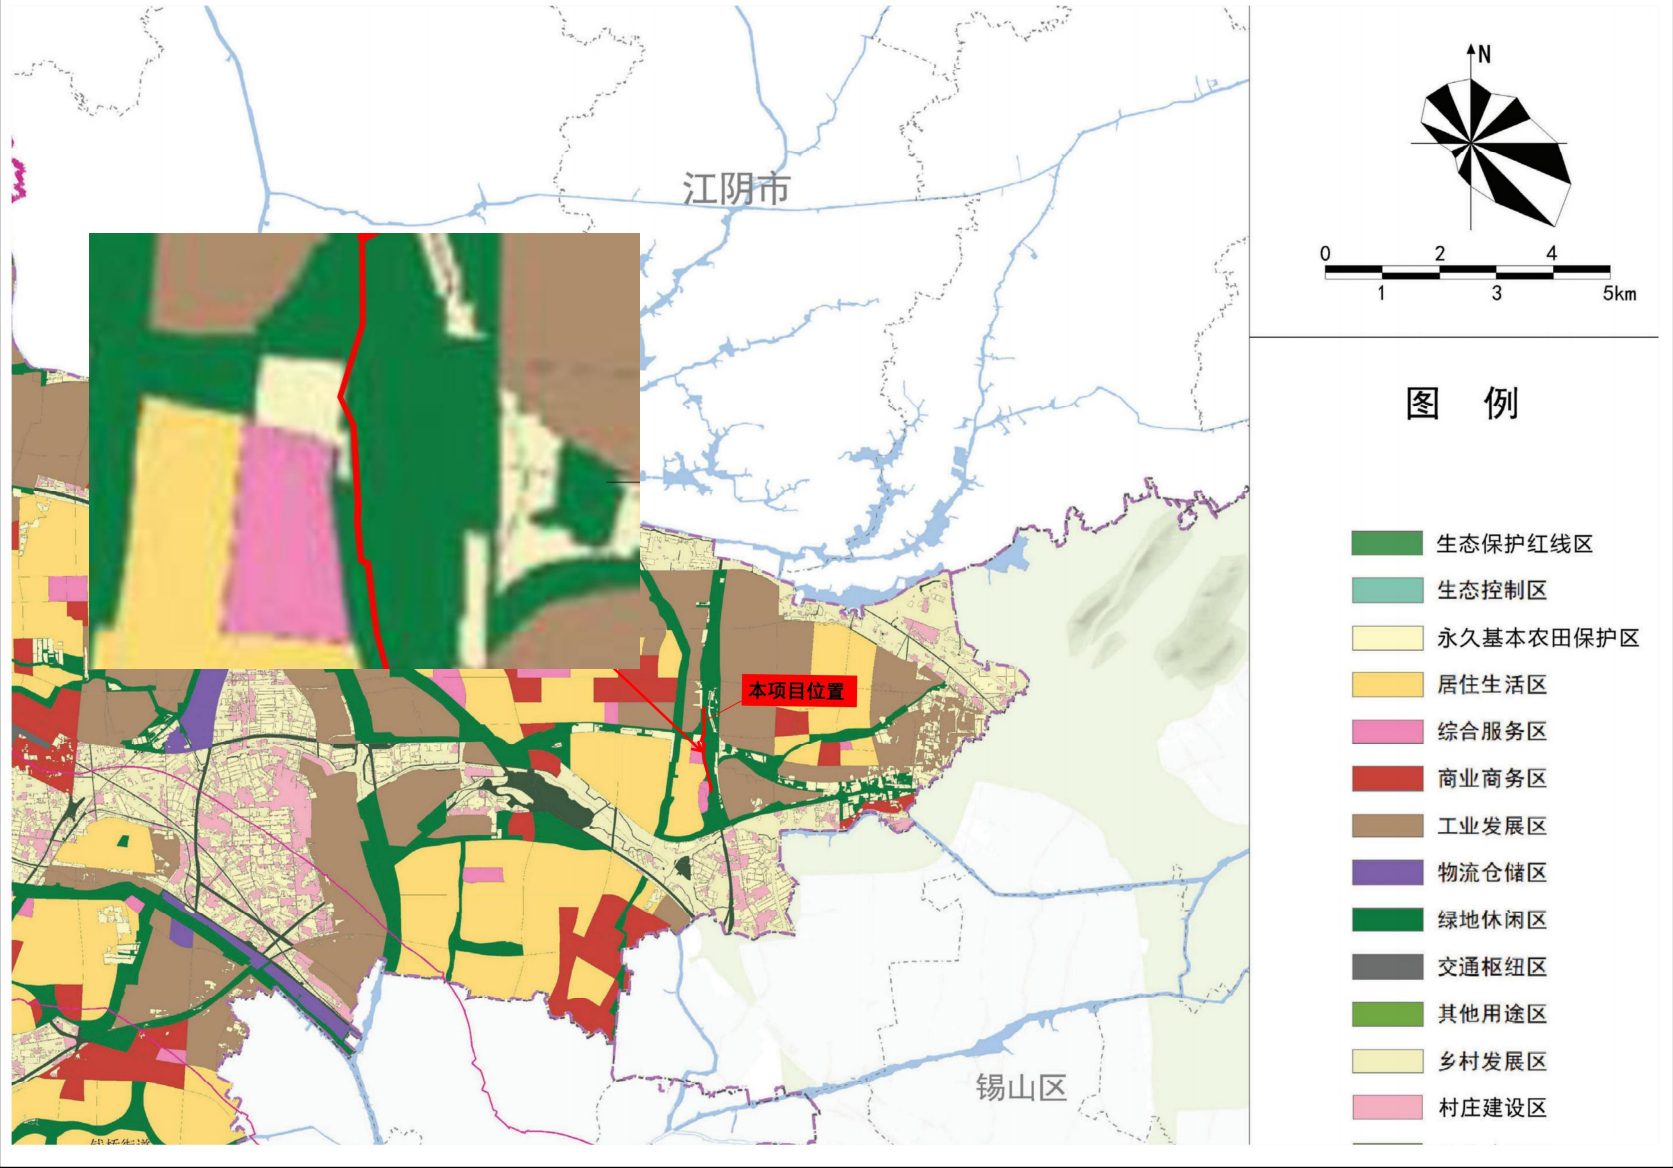 N
0 2 4
1 3 5km
江阴市
图 例
生态保护红线区
生态控制区
永久基本农田保护区
居住生活区
综合服务区
商业商务区
工业发展区
物流仓储区
绿地休闲区
交通枢纽区
其他用途区
乡村发展区
村庄建设区
本项目位置
锡山区